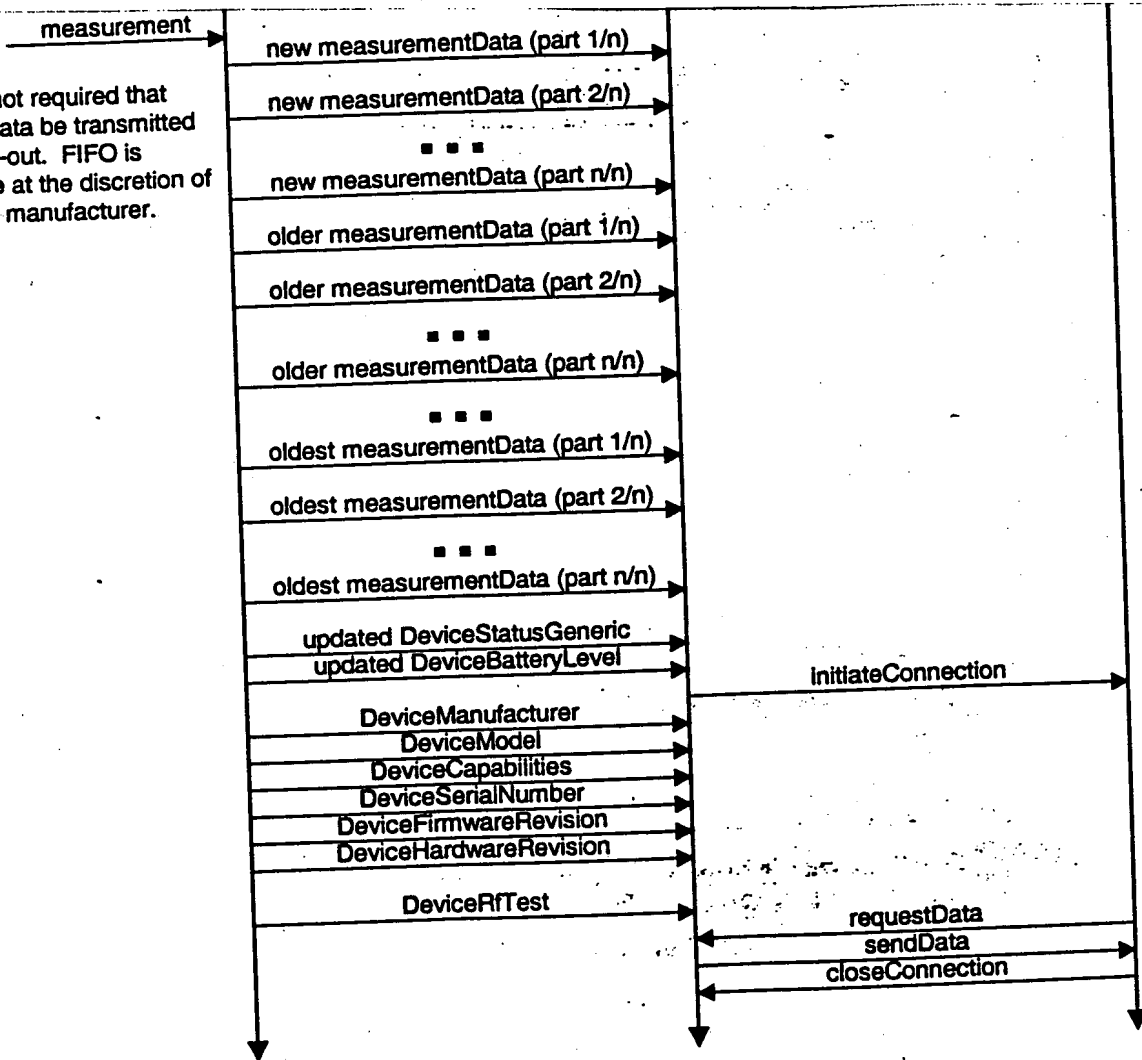 measurement
new measurementData (part 1/n)
not required that
ata be transmitted
-out. FIFO is
e at the discretion of
manufacturer.
new measurementData (part 2/n)
new measurementData (part n/n)
older measurementData (part 1/n)
older measurementData (part 2/n)
older measurementData (part n/n)
oldest measurementData (part 1/n)
oldest measurementData (part 2/n)
oldest measurementData (part n/n)
updated DeviceStatusGeneric
updated DeviceBatteryLevel
InitiateConnection
DeviceManufacturer
DeviceModel
DeviceCapabilities
DeviceSerialNumber
DeviceFirmwareRevision
DeviceHardwareRevision
DeviceRfTest
requestData
sendData
closeConnection